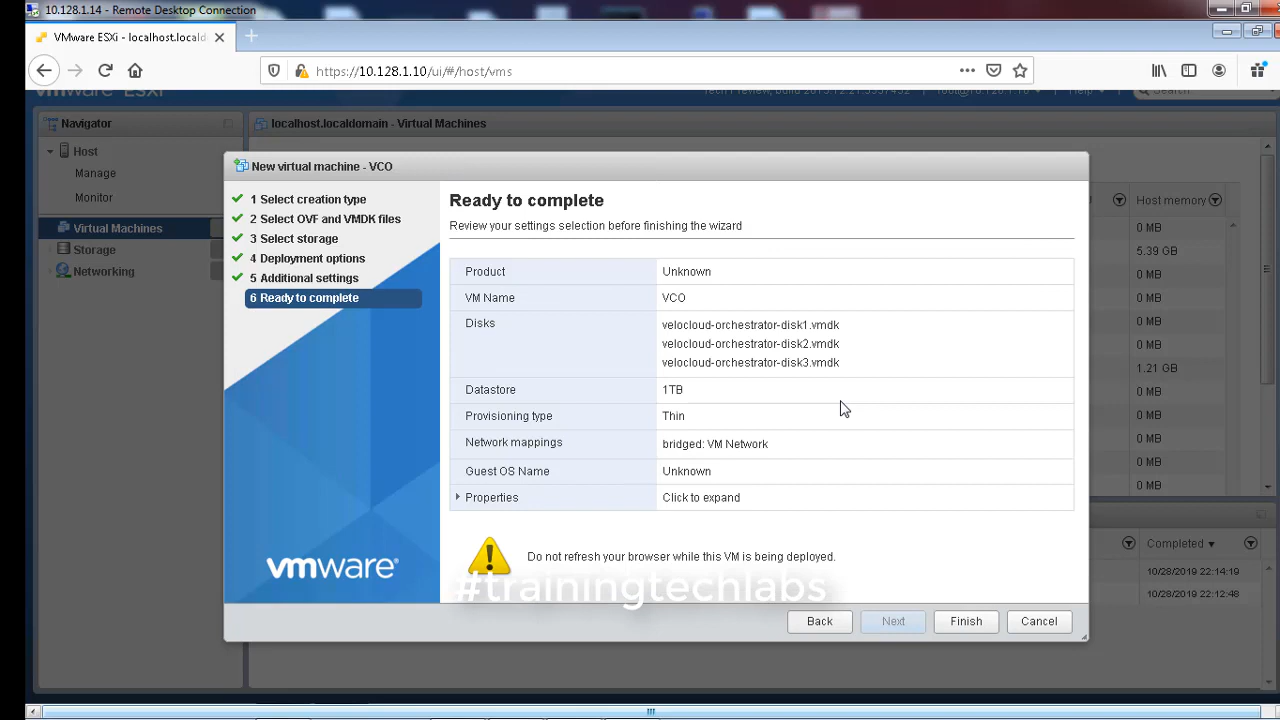 10.128.1.14 - Remote Desktop Connection
VMware ESXi - localhost.locald
https://10.128.1.10/ui/#/host/vms
vmware ESXi
Search
Navigator
localhost.localdomain - Virtual Machines
Host
Manage
Monitor
Virtual Machines
Storage
Networking
Host memory
0 MB
5.39 GB
0 MB
0 MB
0 MB
0 MB
1.21 GB
0 MB
0 MB
0 MB
0 MB
New virtual machine - VCO
1 Select creation type
2 Select OVF and VMDK files
3 Select storage
4 Deployment options
5 Additional settings
6 Ready to complete
vmware®
Ready to complete
Review your settings selection before finishing the wizard
Product Unknown
VM Name VCO
Disks velocloud-orchestrator-disk1.vmdk
velocloud-orchestrator-disk2.vmdk
velocloud-orchestrator-disk3.vmdk
Datastore 1TB
Provisioning type Thin
Network mappings bridged: VM Network
Guest OS Name Unknown
Properties Click to expand
Do not refresh your browser while this VM is being deployed.
#trainingtechlabs
Back Next Finish Cancel
Completed
10/28/2019 22:14:19
10/28/2019 22:12:48